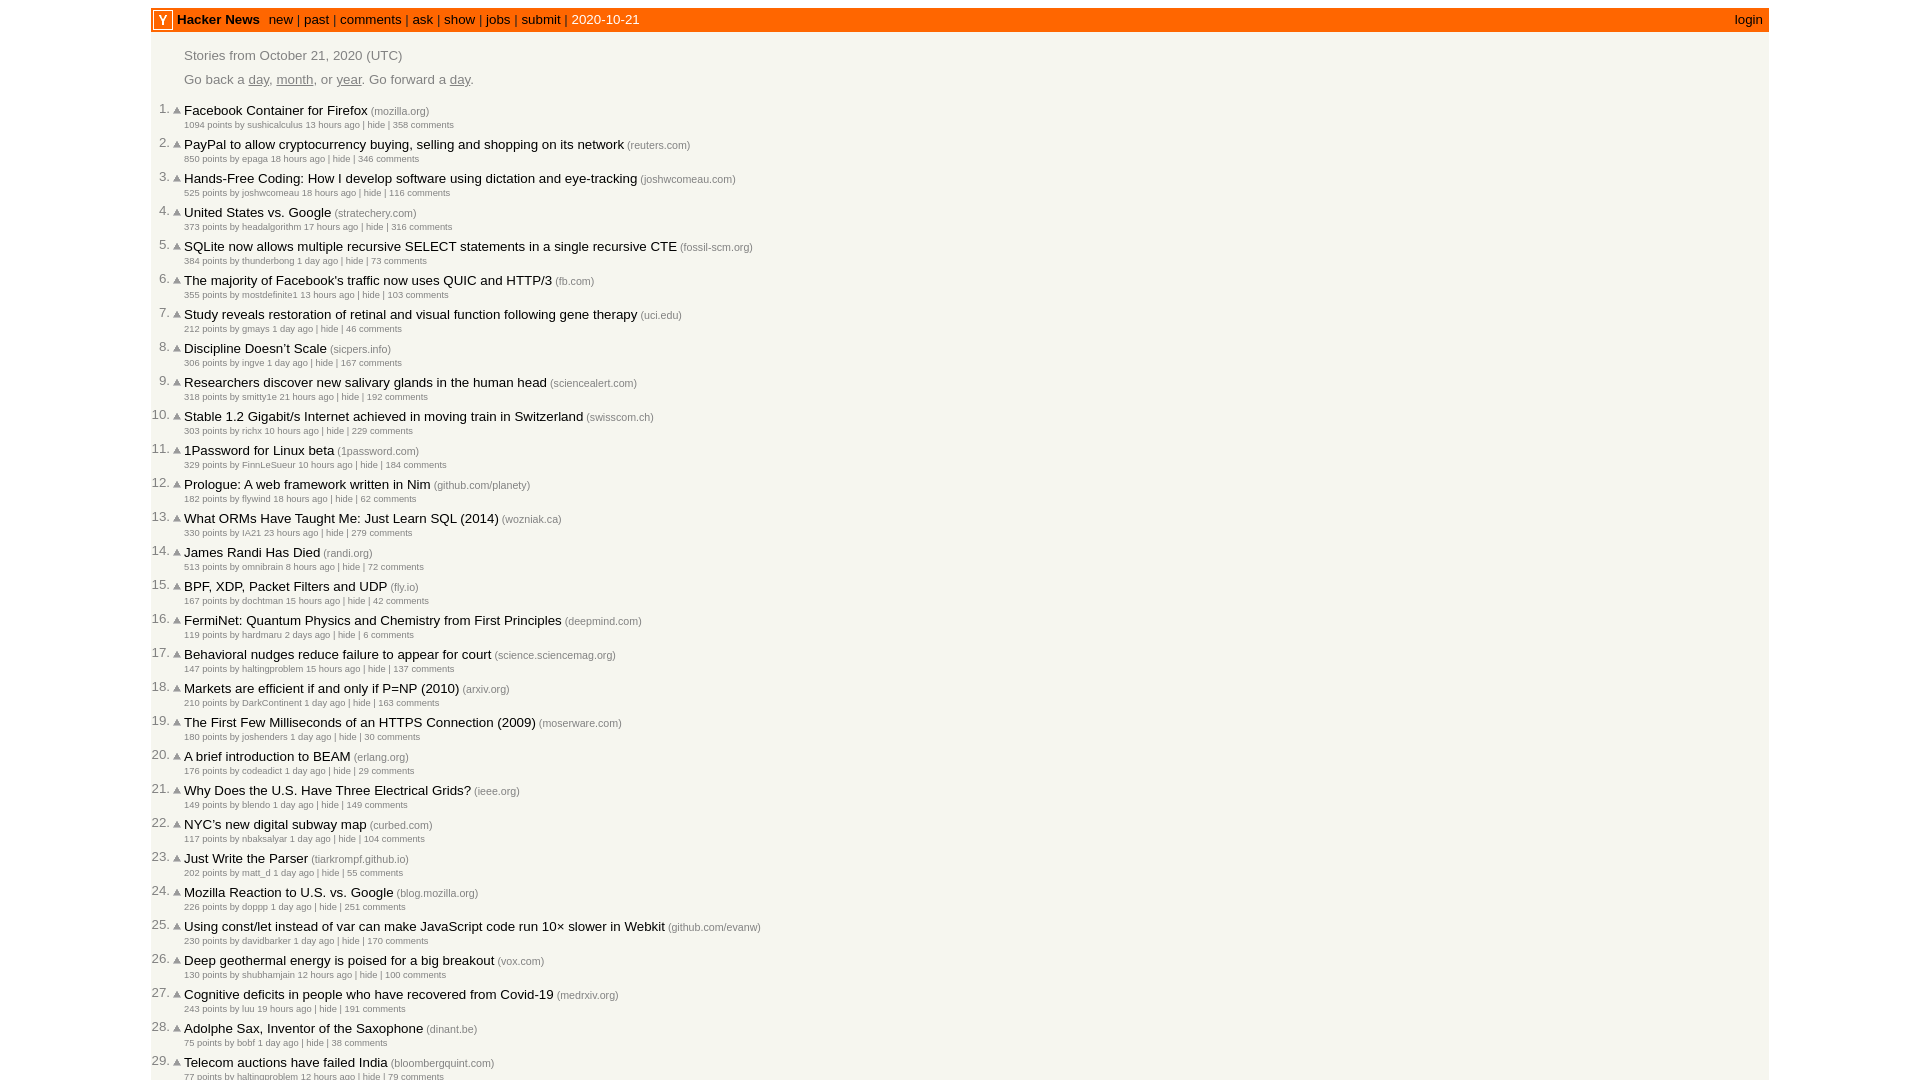 Y Hacker News new | past | comments | ask | show | jobs | submit | 2020-10-21 login
Stories from October 21, 2020 (UTC)
Go back a day, month, or year. Go forward a day.
1. Facebook Container for Firefox (mozilla.org)
1094 points by sushicalculus 13 hours ago | hide | 358 comments
2. PayPal to allow cryptocurrency buying, selling and shopping on its network (reuters.com)
850 points by epaga 18 hours ago | hide | 346 comments
3. Hands-Free Coding: How I develop software using dictation and eye-tracking (joshwcomeau.com)
525 points by joshwcomeau 18 hours ago | hide | 116 comments
4. United States vs. Google (stratechery.com)
373 points by headalgorithm 17 hours ago | hide | 316 comments
5. SQLite now allows multiple recursive SELECT statements in a single recursive CTE (fossil-scm.org)
384 points by thunderbong 1 day ago | hide | 73 comments
6. The majority of Facebook's traffic now uses QUIC and HTTP/3 (fb.com)
355 points by mostdefinite1 13 hours ago | hide | 103 comments
7. Study reveals restoration of retinal and visual function following gene therapy (uci.edu)
212 points by gmays 1 day ago | hide | 46 comments
8. Discipline Doesn’t Scale (sicpers.info)
306 points by ingve 1 day ago | hide | 167 comments
9. Researchers discover new salivary glands in the human head (sciencealert.com)
318 points by smitty1e 21 hours ago | hide | 192 comments
10. Stable 1.2 Gigabit/s Internet achieved in moving train in Switzerland (swisscom.ch)
303 points by richx 10 hours ago | hide | 229 comments
11. 1Password for Linux beta (1password.com)
329 points by FinnLeSueur 10 hours ago | hide | 184 comments
12. Prologue: A web framework written in Nim (github.com/planety)
182 points by flywind 18 hours ago | hide | 62 comments
13. What ORMs Have Taught Me: Just Learn SQL (2014) (wozniak.ca)
330 points by IA21 23 hours ago | hide | 279 comments
14. James Randi Has Died (randi.org)
513 points by omnibrain 8 hours ago | hide | 72 comments
15. BPF, XDP, Packet Filters and UDP (fly.io)
167 points by dochtman 15 hours ago | hide | 42 comments
16. FermiNet: Quantum Physics and Chemistry from First Principles (deepmind.com)
119 points by hardmaru 2 days ago | hide | 6 comments
17. Behavioral nudges reduce failure to appear for court (science.sciencemag.org)
147 points by haltingproblem 15 hours ago | hide | 137 comments
18. Markets are efficient if and only if P=NP (2010) (arxiv.org)
210 points by DarkContinent 1 day ago | hide | 163 comments
19. The First Few Milliseconds of an HTTPS Connection (2009) (moserware.com)
180 points by joshenders 1 day ago | hide | 30 comments
20. A brief introduction to BEAM (erlang.org)
176 points by codeadict 1 day ago | hide | 29 comments
21. Why Does the U.S. Have Three Electrical Grids? (ieee.org)
149 points by blendo 1 day ago | hide | 149 comments
22. NYC’s new digital subway map (curbed.com)
117 points by nbaksalyar 1 day ago | hide | 104 comments
23. Just Write the Parser (tiarkrompf.github.io)
202 points by matt_d 1 day ago | hide | 55 comments
24. Mozilla Reaction to U.S. vs. Google (blog.mozilla.org)
226 points by doppp 1 day ago | hide | 251 comments
25. Using const/let instead of var can make JavaScript code run 10× slower in Webkit (github.com/evanw)
230 points by davidbarker 1 day ago | hide | 170 comments
26. Deep geothermal energy is poised for a big breakout (vox.com)
130 points by shubhamjain 12 hours ago | hide | 100 comments
27. Cognitive deficits in people who have recovered from Covid-19 (medrxiv.org)
243 points by luu 19 hours ago | hide | 191 comments
28. Adolphe Sax, Inventor of the Saxophone (dinant.be)
75 points by bobf 1 day ago | hide | 38 comments
29. Telecom auctions have failed India (bloombergquint.com)
77 points by haltingproblem 12 hours ago | hide | 79 comments